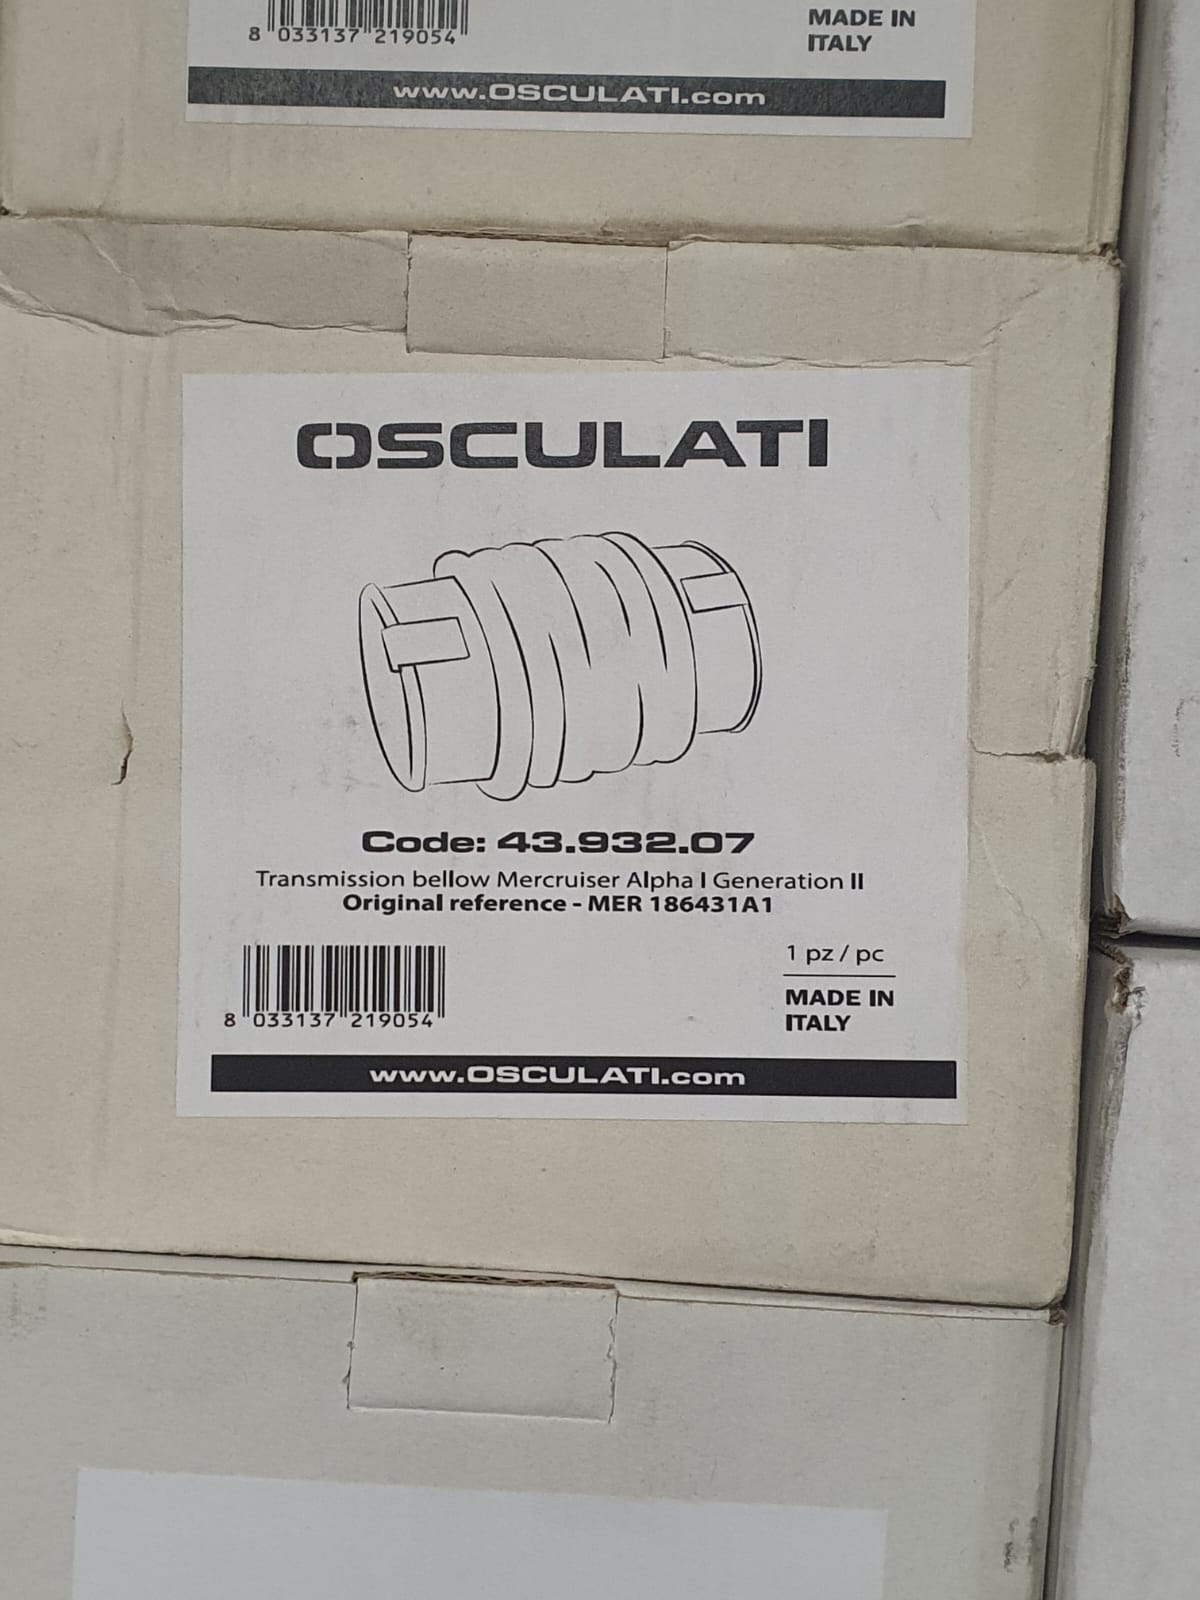 8 033137 219054
MADE IN
ITALY
www.OSCULATI.com
OSCULATI
Code: 43.932.07
Transmission bellow Mercruiser Alpha I Generation II
Original reference - MER 186431A1
8 033137 219054
1 pz / pc
MADE IN
ITALY
www.OSCULATI.com